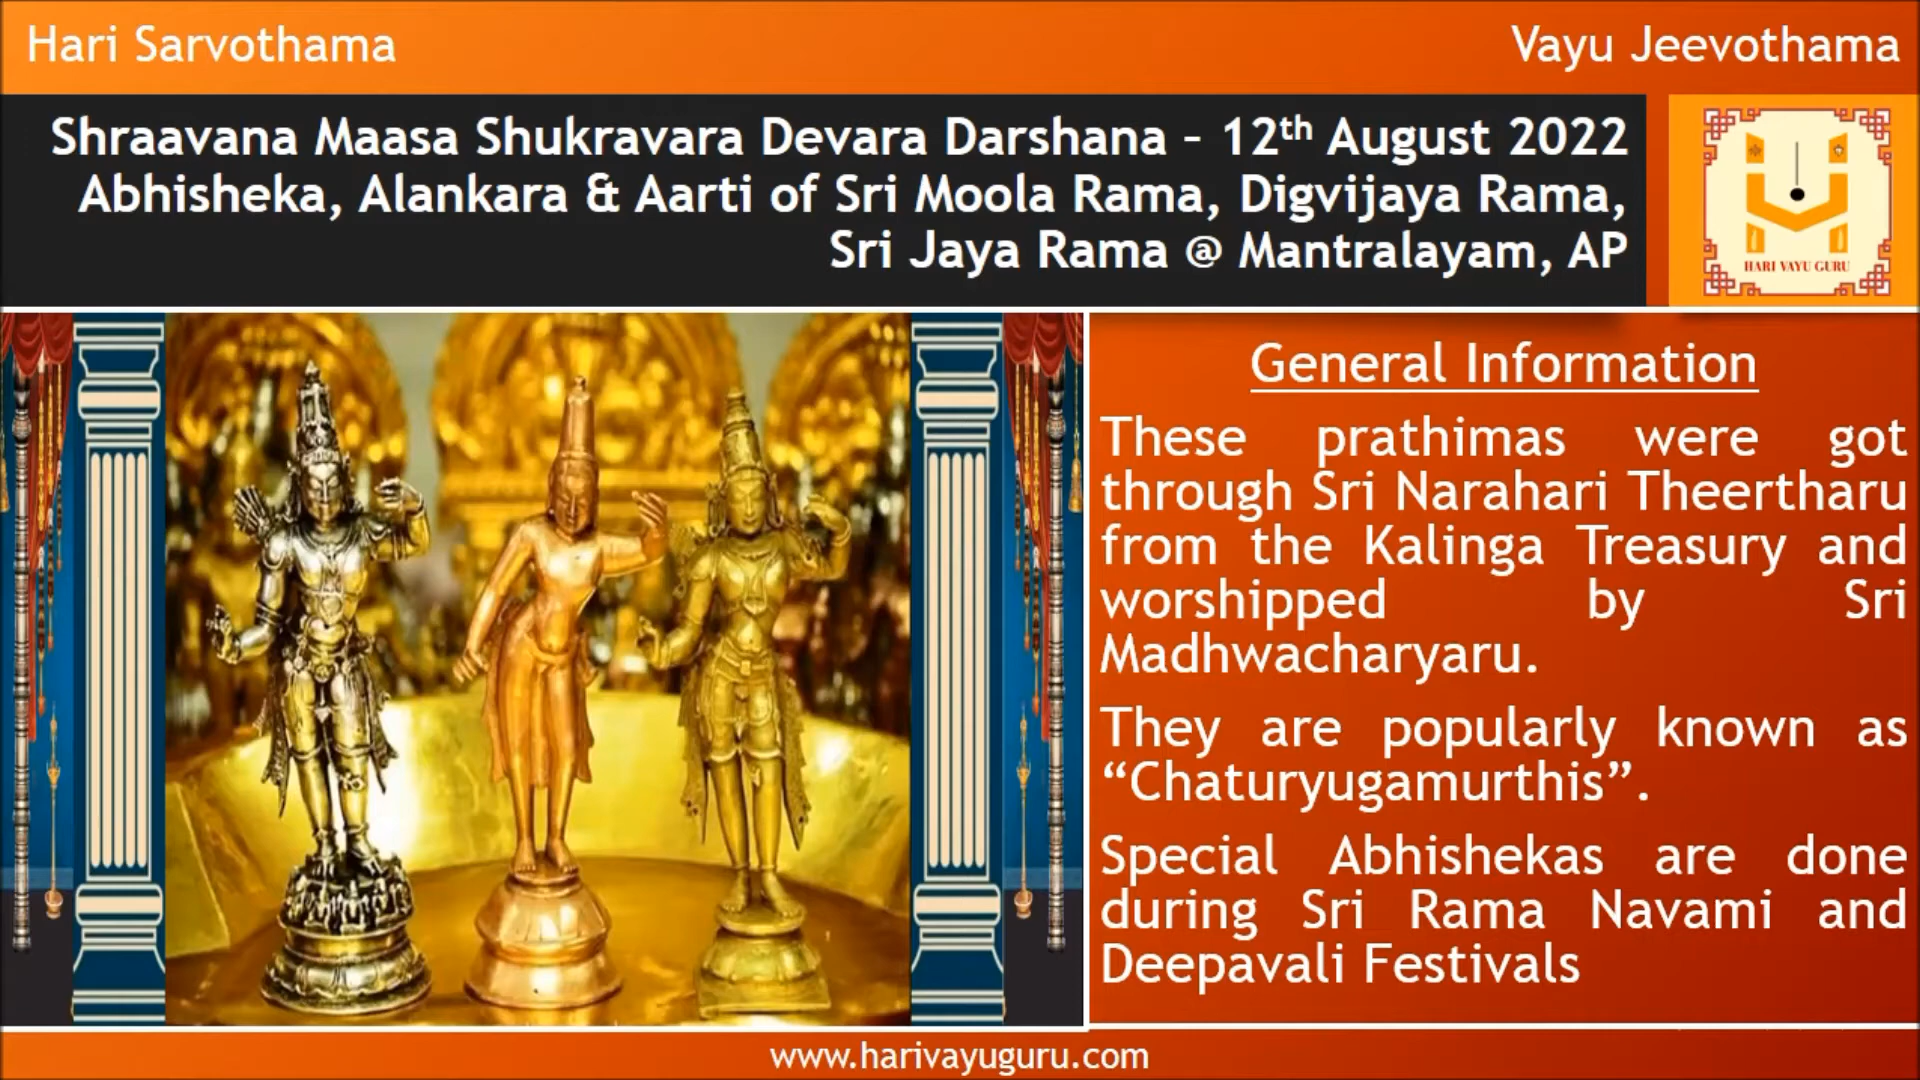 Hari Sarvothama
Vayu Jeevothama
Shraavana Maasa Shukravara Devara Darshana – 12th August 2022
Abhisheka, Alankara & Aarti of Sri Moola Rama, Digvijaya Rama,
Sri Jaya Rama @ Mantralayam, AP
HARI VAYU GURU
General Information
These prathimas were got
through Sri Narahari Theertharu
from the Kalinga Treasury and
worshipped by Sri
Madhwacharyaru.
They are popularly known as
“Chaturyugamurthis”.
Special Abhishekas are done
during Sri Rama Navami and
Deepavali Festivals
www.harivayuguru.com